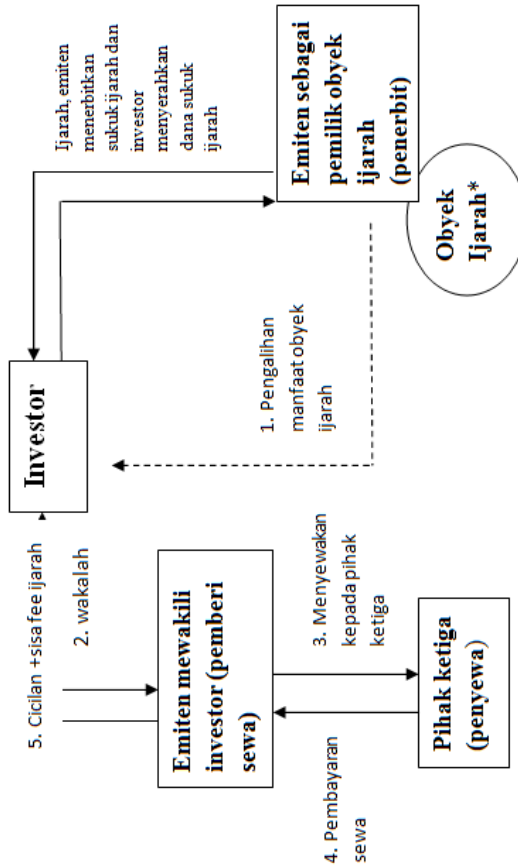 5. Cicilan +sisa fee ijarah
2. wakalah
Investor
Ijarah, emiten
menerbitkan
sukuk ijarah dan
investor
menyerahkan
dana sukuk
ijarah
Emiten mewakili
investor (pemberi
sewa)
1. Pengalihan
manfaat obyek
ijarah
Emiten sebagai
pemilik obyek
ijarah
(penerbit)
Obyek
Ijarah*
4. Pembayaran
sewa
3. Menyewakan
kepada pihak
ketiga
Pihak ketiga
(penyewa)